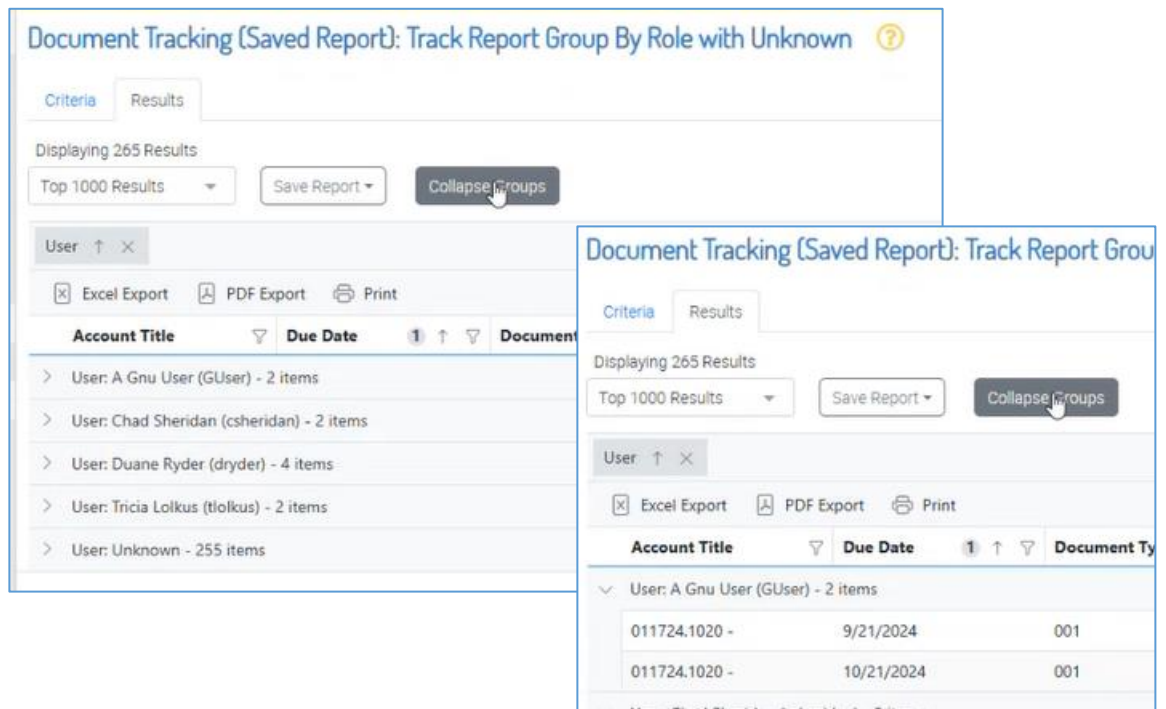 Document Tracking (Saved Report): Track Report Group By Role with Unknown ?
Criteria Results
Displaying 265 Results
Top 1000 Results Save Report Collapse Groups
User
Excel Export PDF Export Print
Account Title Due Date 1 Document
User: A Gnu User (GUser) - 2 items
User: Chad Sheridan (csheridan) - 2 items
User: Duane Ryder (dryder) - 4 items
User: Tricia Lolkus (tlolkus) - 2 items
User: Unknown - 255 items
Document Tracking (Saved Report): Track Report Grou
Criteria Results
Displaying 265 Results
Top 1000 Results Save Report Collapse Groups
User
Excel Export PDF Export Print
Account Title Due Date 1 Document Ty
User: A Gnu User (GUser) - 2 items
011724.1020 - 9/21/2024 001
011724.1020 - 10/21/2024 001